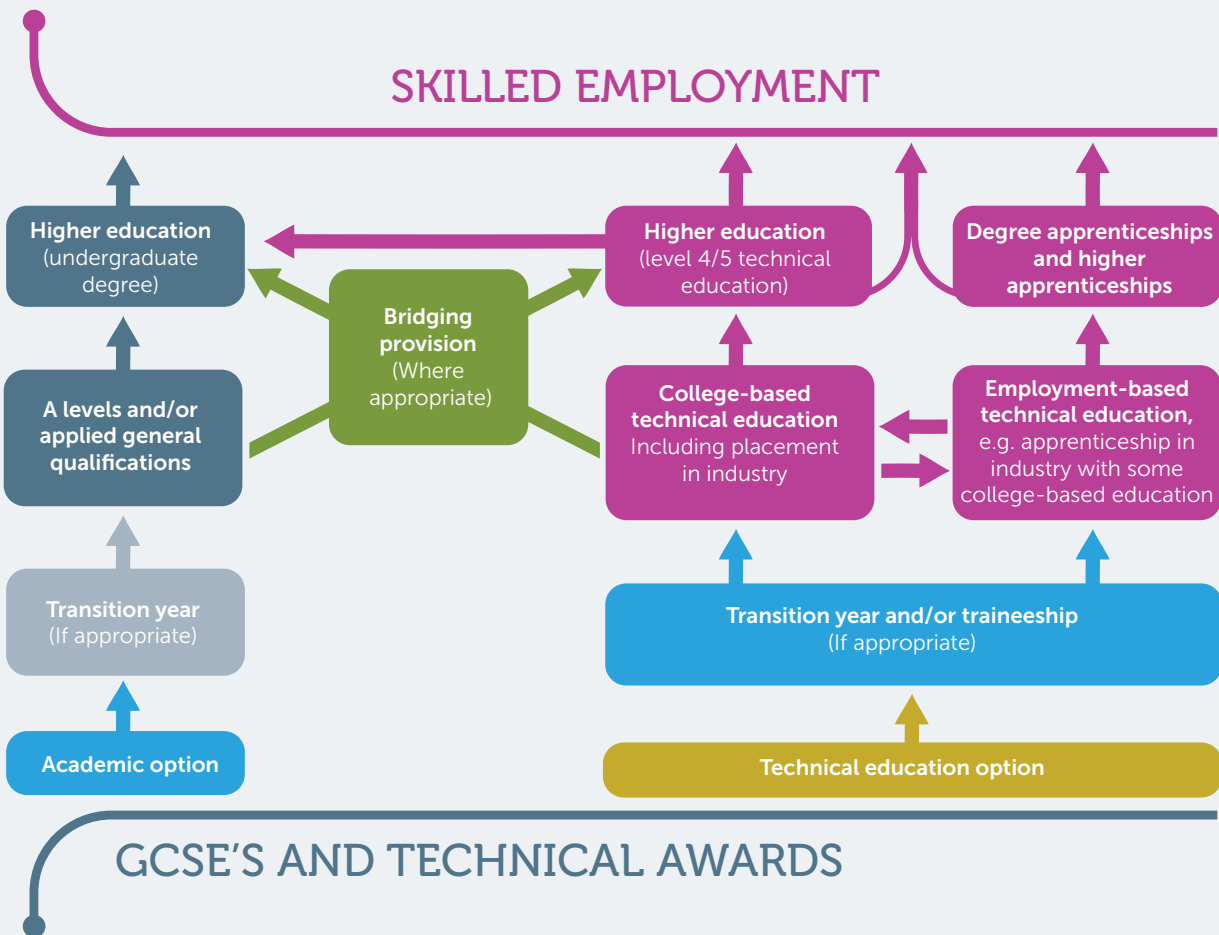 SKILLED EMPLOYMENT
Higher education
(undergraduate
degree)
Higher education
(level 4/5 technical
education)
Degree apprenticeships
and higher
apprenticeships
Bridging
provision
(Where
appropriate)
A levels and/or
applied general
qualifications
College-based
technical education
Including placement
in industry
Employment-based
technical education,
e.g. apprenticeship in
industry with some
college-based education
Transition year
(If appropriate)
Transition year and/or traineeship
(If appropriate)
Academic option
Technical education option
GCSE'S AND TECHNICAL AWARDS